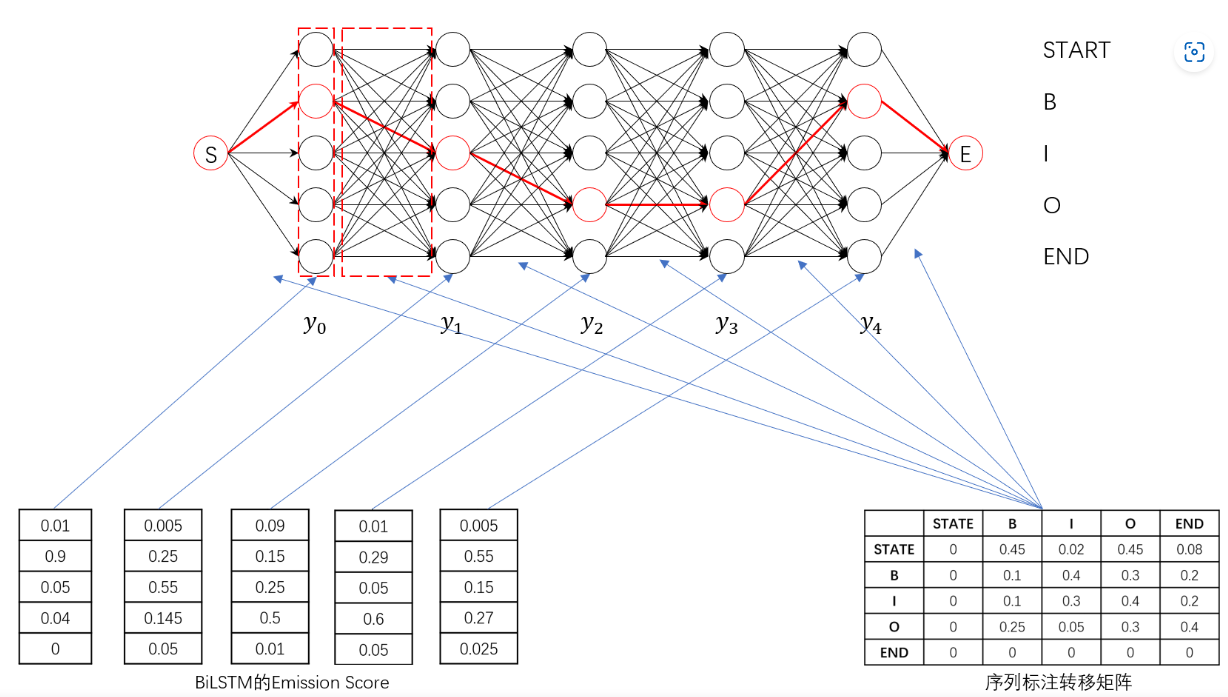 START
B
S
E
I
O
END
y0 y1 y2 y3 y4
0.01 0.005 0.09 0.01 0.005
0.9 0.25 0.15 0.29 0.55
0.05 0.55 0.25 0.05 0.15
0.04 0.145 0.5 0.6 0.27
0 0.05 0.01 0.05 0.025
BiLSTM的Emission Score
STATE B I O END
STATE 0 0.45 0.02 0.45 0.08
B 0 0.1 0.4 0.3 0.2
I 0 0.1 0.3 0.4 0.2
O 0 0.25 0.05 0.3 0.4
END 0 0 0 0 0
序列标注转移矩阵